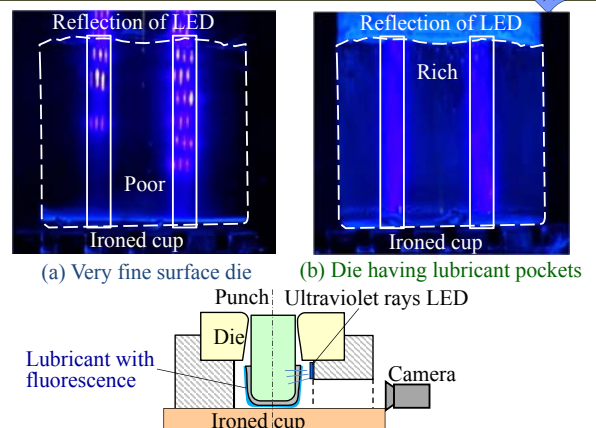 Reflection of LED
Poor
Ironed cup
(a) Very fine surface die
Reflection of LED
Rich
Ironed cup
(b) Die having lubricant pockets
Punch
Ultraviolet rays LED
Die
Lubricant with
fluorescence
Camera
Ironed cup